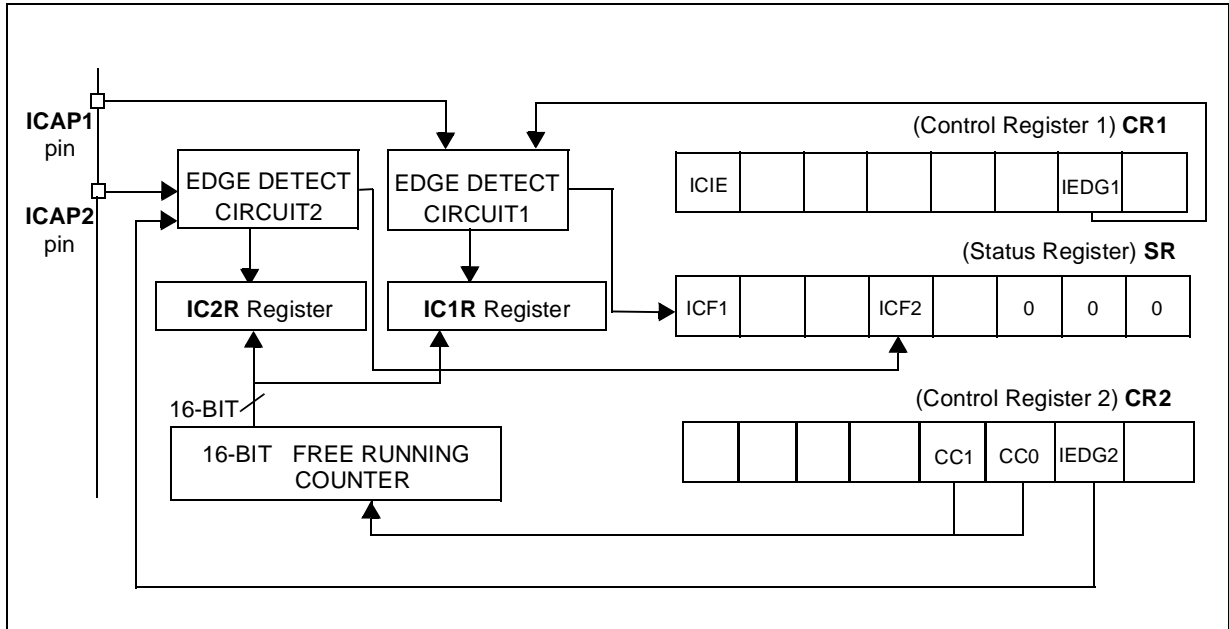 ICAP1
pin
ICAP2
pin
EDGE DETECT
CIRCUIT2
EDGE DETECT
CIRCUIT1
IC2R Register
IC1R Register
16-BIT
16-BIT FREE RUNNING
COUNTER
(Control Register 1) CR1
ICIE IEDG1
(Status Register) SR
ICF1 ICF2 0 0 0
(Control Register 2) CR2
CC1 CC0 IEDG2